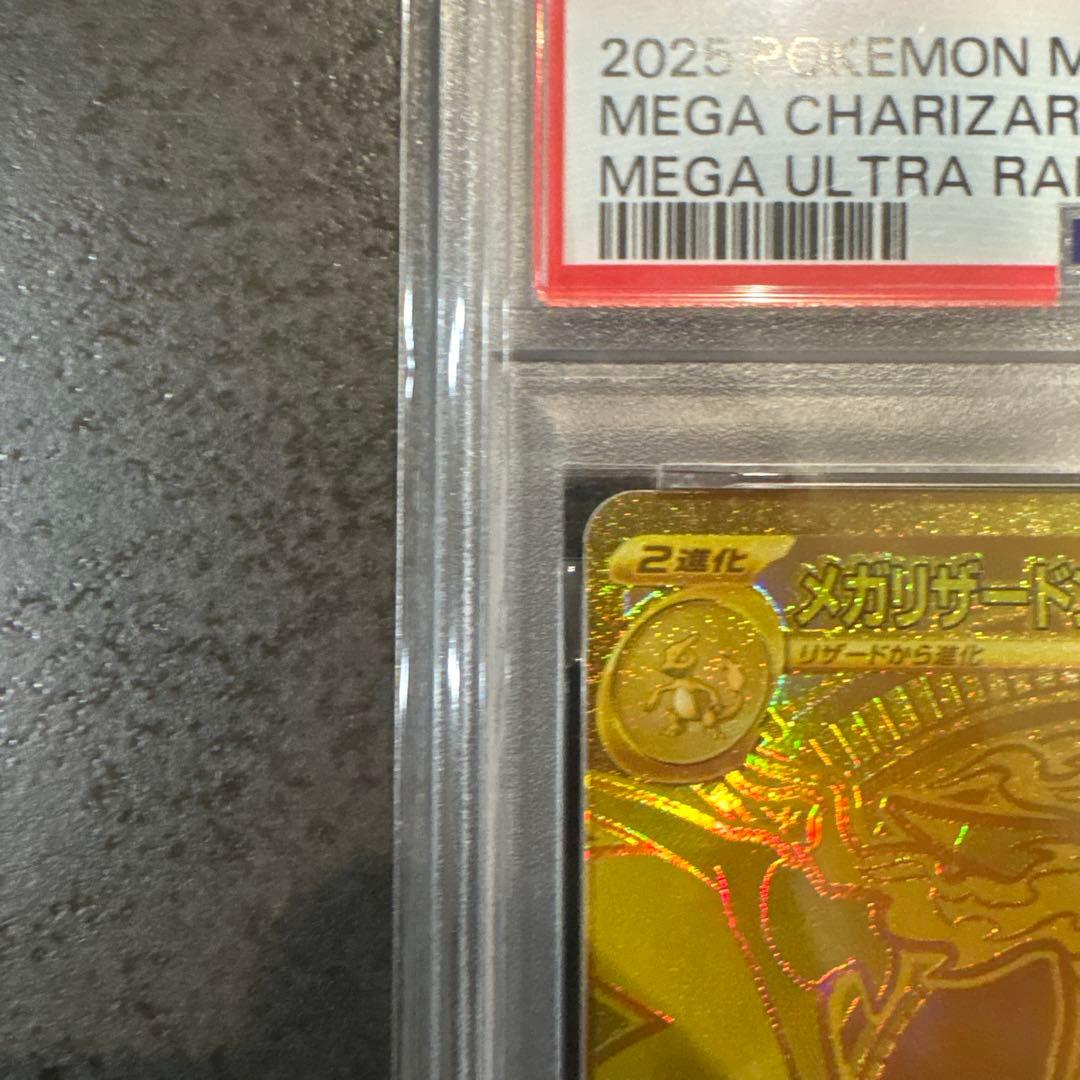 2025 POKEMON M
MEGA CHARIZAR
MEGA ULTRA RA
2進化
メガリザード
リザードから進化